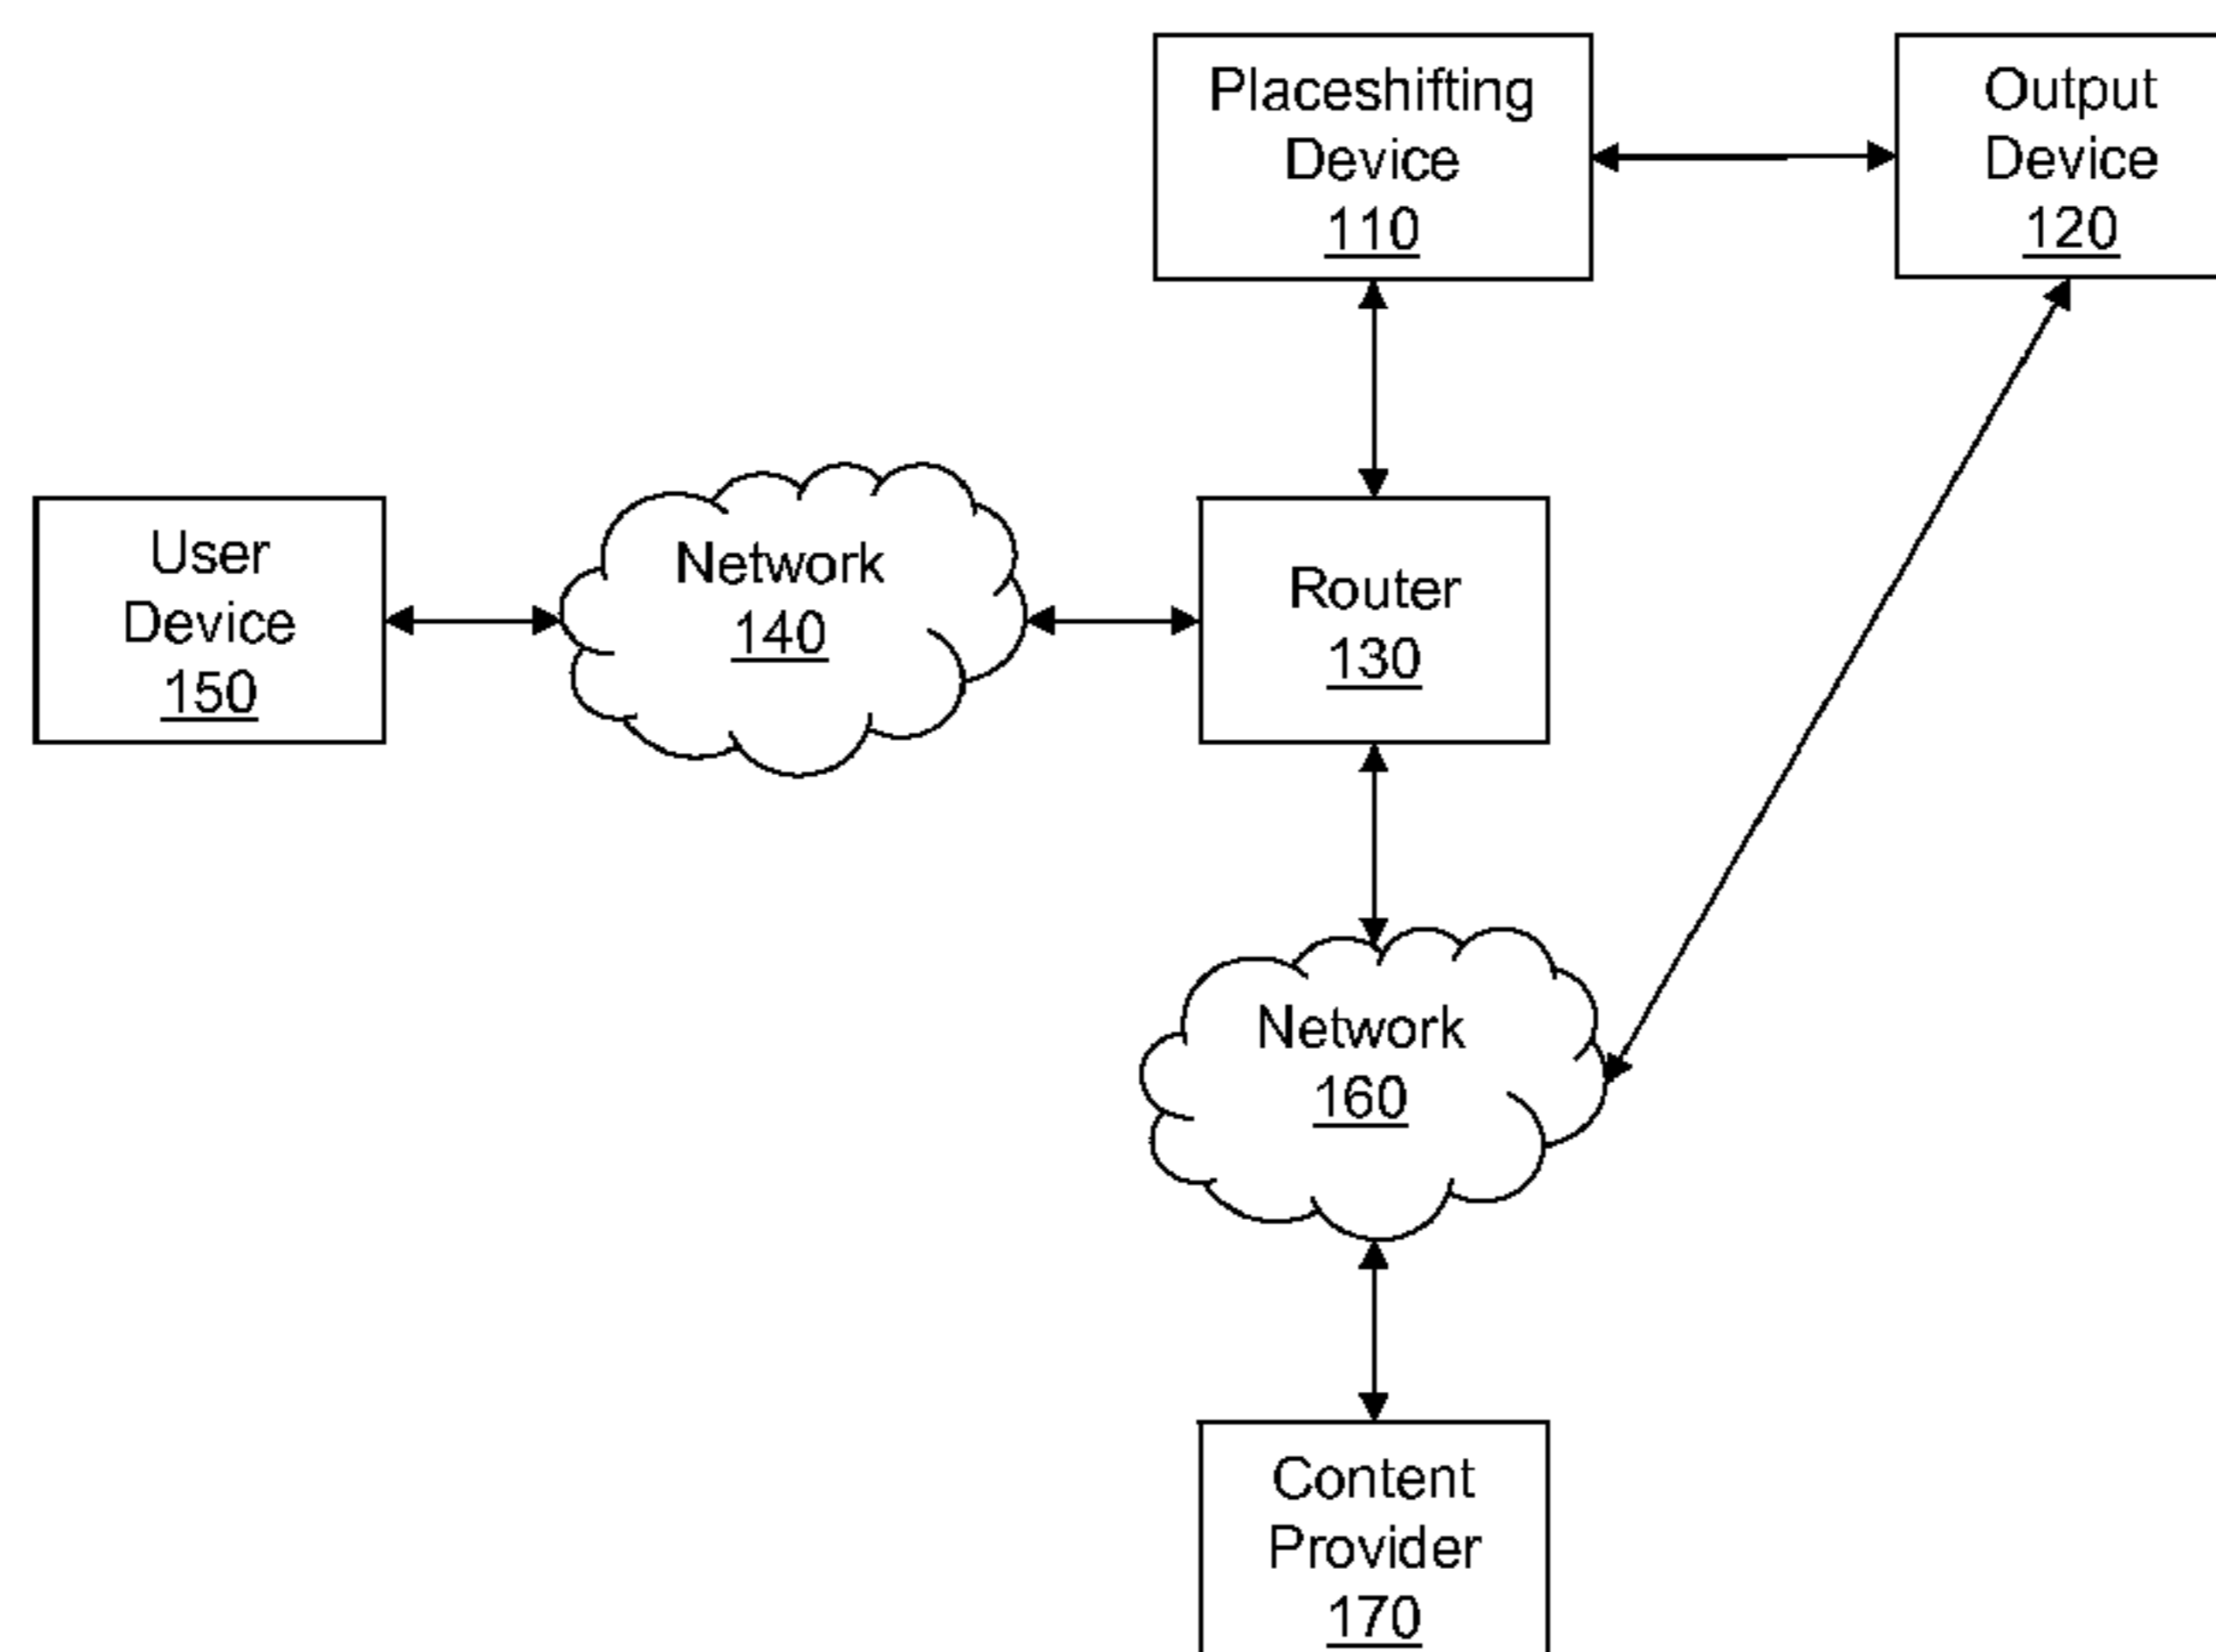 Placeshifting
Device
110
Output
Device
120
User
Device
150
Network
140
Router
130
Network
160
Content
Provider
170